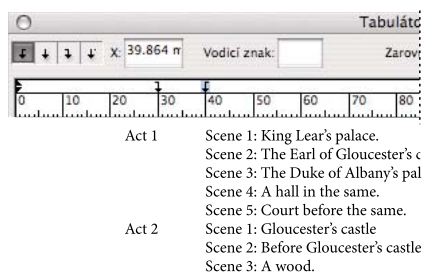 Tabuláto
X: 39.864 m Vodicí znak: Zarov
0 10 20 30 40 50 60 70 80
Act 1 Scene 1: King Lear's palace.
Scene 2: The Earl of Gloucester's c
Scene 3: The Duke of Albany's pal
Scene 4: A hall in the same.
Scene 5: Court before the same.
Act 2 Scene 1: Gloucester's castle
Scene 2: Before Gloucester's castle
Scene 3: A wood.